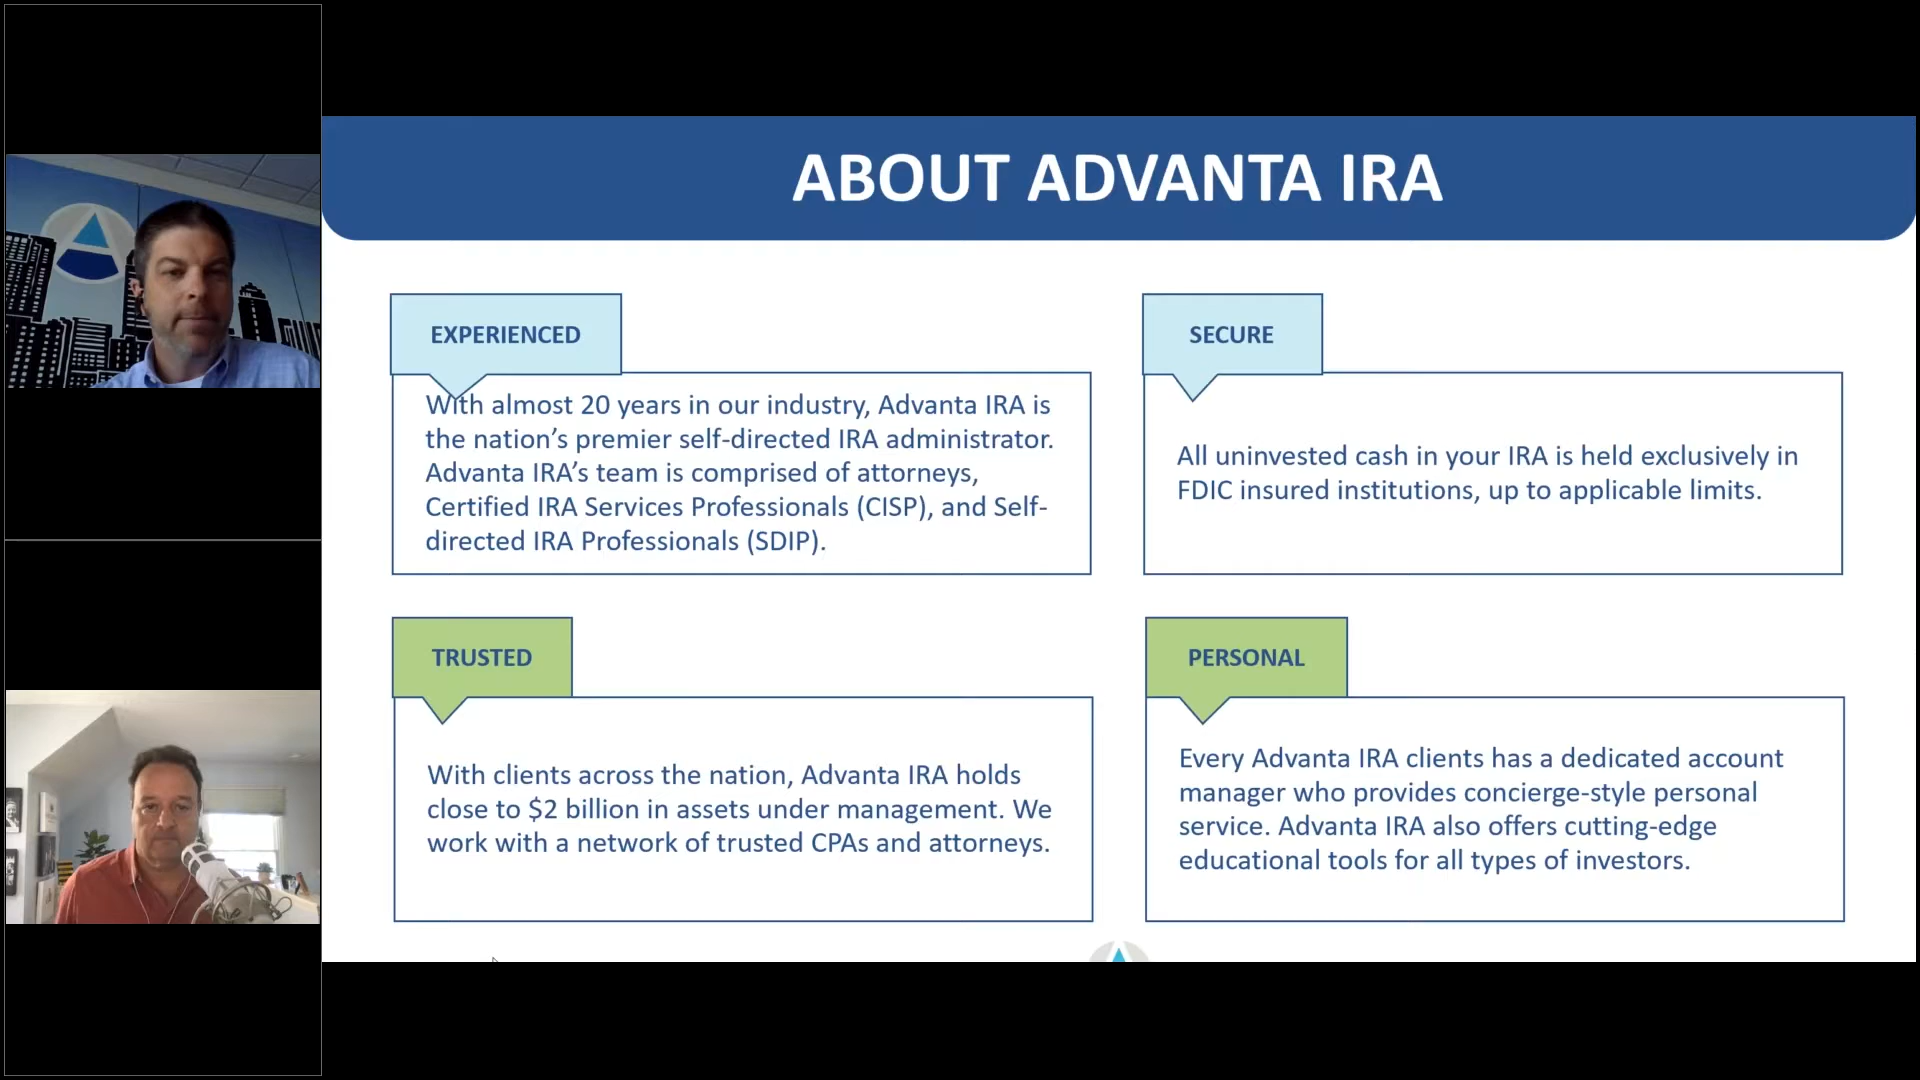 ABOUT ADVANTA IRA
EXPERIENCED
With almost 20 years in our industry, Advanta IRA is
the nation’s premier self-directed IRA administrator.
Advanta IRA’s team is comprised of attorneys,
Certified IRA Services Professionals (CISP), and Self-
directed IRA Professionals (SDIP).
SECURE
All uninvested cash in your IRA is held exclusively in
FDIC insured institutions, up to applicable limits.
TRUSTED
With clients across the nation, Advanta IRA holds
close to $2 billion in assets under management. We
work with a network of trusted CPAs and attorneys.
PERSONAL
Every Advanta IRA clients has a dedicated account
manager who provides concierge-style personal
service. Advanta IRA also offers cutting-edge
educational tools for all types of investors.